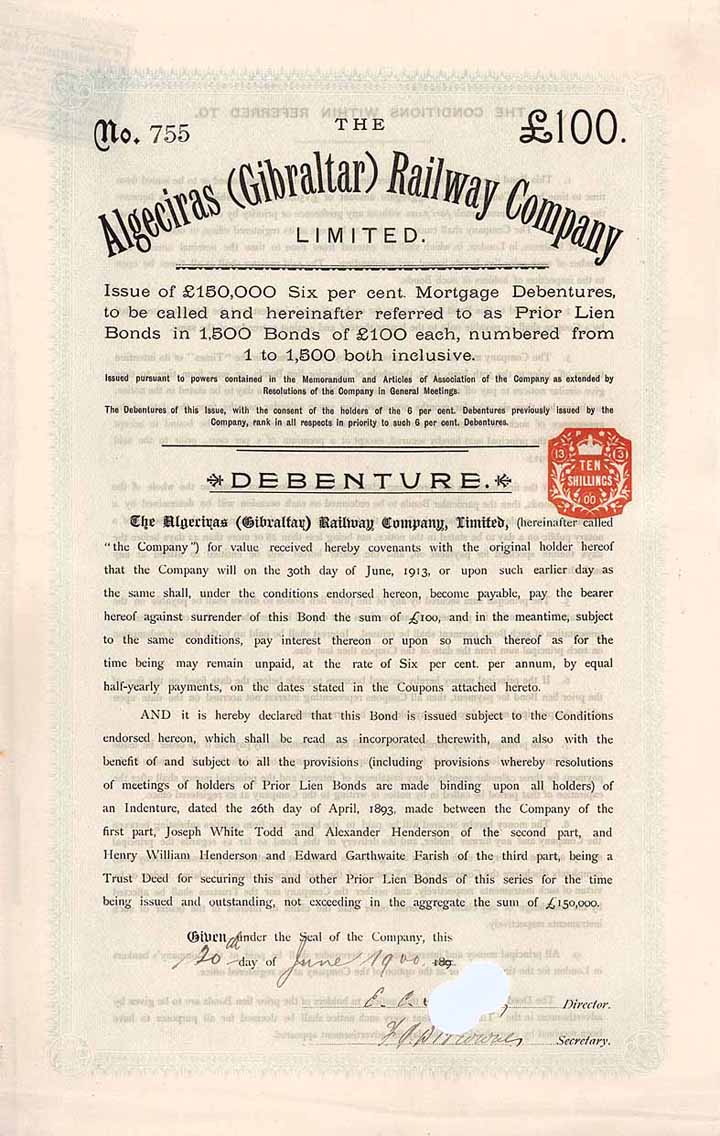 No. 755
THE
£100.
Algeciras (Gibraltar) Railway Company
LIMITED.
Issue of £150,000 Six per cent. Mortgage Debentures,
to be called and hereinafter referred to as Prior Lien
Bonds in 1,500 Bonds of £100 each, numbered from
1 to 1,500 both inclusive.
Issued pursuant to powers contained in the Memorandum and Articles of Association of the Company as extended by
Resolutions of the Company in General Meetings.
The Debentures of this Issue, with the consent of the holders of the 6 per cent. Debentures previously issued by the
Company, rank in all respects in priority to such 6 per cent. Debentures.
13 13
TEN
SHILLINGS
00
DEBENTURE.
The Algeciras (Gibraltar) Railway Company, Limited, (hereinafter called
"the Company") for value received hereby covenants with the original holder hereof
that the Company will on the 30th day of June, 1913, or upon such earlier day as
the same shall, under the conditions endorsed hereon, become payable, pay the bearer
hereof against surrender of this Bond the sum of £100, and in the meantime, subject
to the same conditions, pay interest thereon or upon so much thereof as for the
time being may remain unpaid, at the rate of Six per cent. per annum, by equal
half-yearly payments, on the dates stated in the Coupons attached hereto.
AND it is hereby declared that this Bond is issued subject to the Conditions
endorsed hereon, which shall be read as incorporated therewith, and also with the
benefit of and subject to all the provisions (including provisions whereby resolutions
of meetings of holders of Prior Lien Bonds are made binding upon all holders) of
an Indenture, dated the 26th day of April, 1893, made between the Company of the
first part, Joseph White Todd and Alexander Henderson of the second part, and
Henry William Henderson and Edward Garthwaite Farish of the third part, being a
Trust Deed for securing this and other Prior Lien Bonds of this series for the time
being issued and outstanding, not exceeding in the aggregate the sum of £150,000.
Given under the Seal of the Company, this
20 day of June 1900 189
Director.
Secretary.